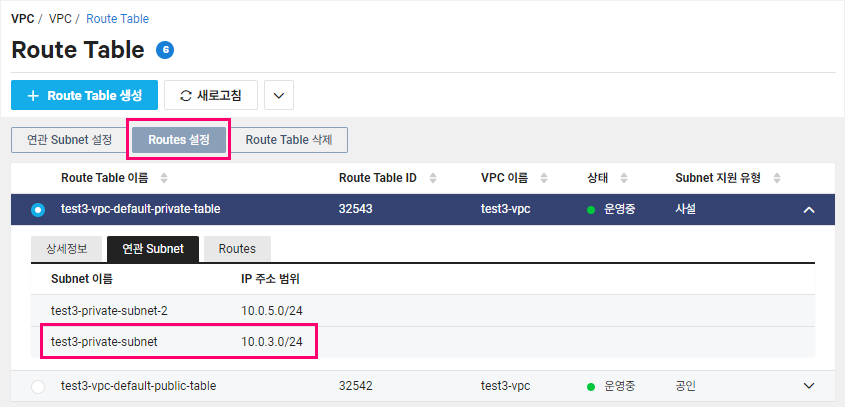 VPC / VPC / Route Table
Route Table 6
+ Route Table 생성 새로고침
연관 Subnet 설정 Routes 설정 Route Table 삭제
Route Table 이름 Route Table ID VPC 이름 상태 Subnet 지원 유형
test3-vpc-default-private-table 32543 test3-vpc 운영중 사설
상세정보 연관 Subnet Routes
Subnet 이름 IP 주소 범위
test3-private-subnet-2 10.0.5.0/24
test3-private-subnet 10.0.3.0/24
test3-vpc-default-public-table 32542 test3-vpc 운영중 공인